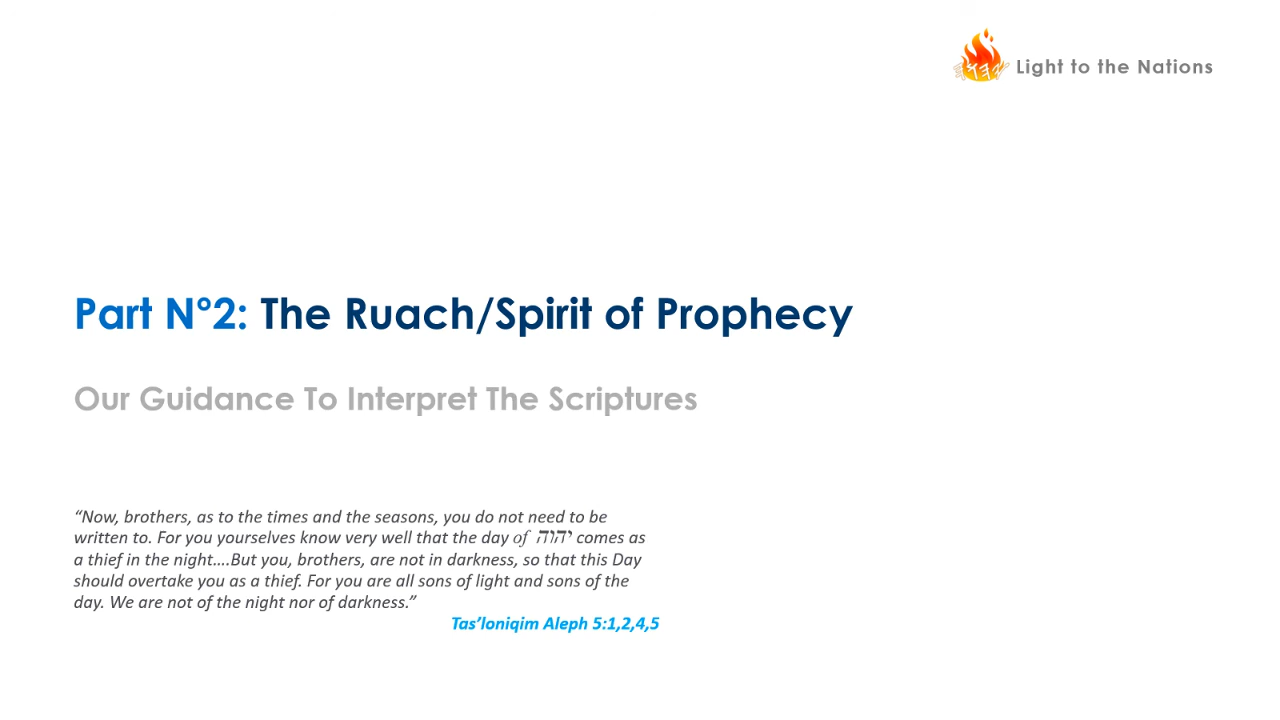 Light to the Nations
Part N°2: The Ruach/Spirit of Prophecy
Our Guidance To Interpret The Scriptures
“Now, brothers, as to the times and the seasons, you do not need to be
written to. For you yourselves know very well that the day of יהוה comes as
a thief in the night....But you, brothers, are not in darkness, so that this Day
should overtake you as a thief. For you are all sons of light and sons of the
day. We are not of the night nor of darkness.”
Tas’loniqim Aleph 5:1,2,4,5